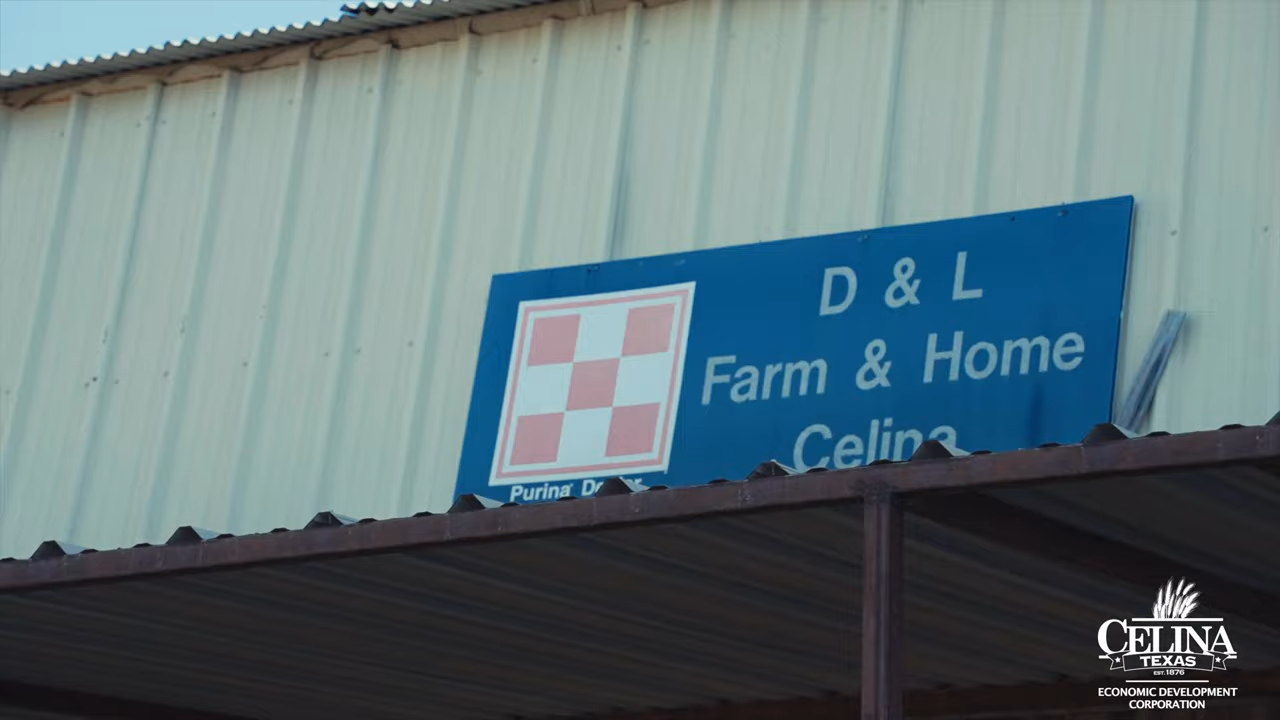 D & L
Farm & Home
Celina
Purina
CELINA
TEXAS
EST. 1876
ECONOMIC DEVELOPMENT
CORPORATION